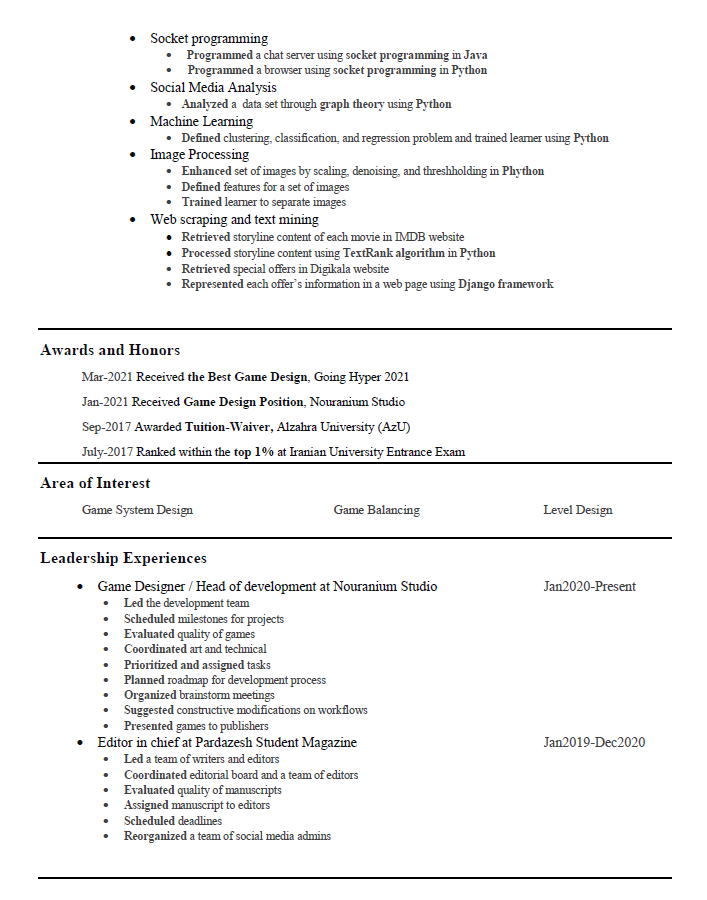 • Socket programming
• Programmed a chat server using socket programming in Java
• Programmed a browser using socket programming in Python
• Social Media Analysis
• Analyzed a data set through graph theory using Python
• Machine Learning
• Defined clustering, classification, and regression problem and trained learner using Python
• Image Processing
• Enhanced set of images by scaling, denoising, and threshholding in Phython
• Defined features for a set of images
• Trained learner to separate images
• Web scraping and text mining
• Retrieved storyline content of each movie in IMDB website
• Processed storyline content using TextRank algorithm in Python
• Retrieved special offers in Digikala website
• Represented each offer’s information in a web page using Django framework
Awards and Honors
Mar-2021 Received the Best Game Design, Going Hyper 2021
Jan-2021 Received Game Design Position, Nouranium Studio
Sep-2017 Awarded Tuition-Waiver, Alzahra University (AzU)
July-2017 Ranked within the top 1% at Iranian University Entrance Exam
Area of Interest
Game System Design Game Balancing Level Design
Leadership Experiences
• Game Designer / Head of development at Nouranium Studio Jan2020-Present
• Led the development team
• Scheduled milestones for projects
• Evaluated quality of games
• Coordinated art and technical
• Prioritized and assigned tasks
• Planned roadmap for development process
• Organized brainstorm meetings
• Suggested constructive modifications on workflows
• Presented games to publishers
• Editor in chief at Pardazesh Student Magazine Jan2019-Dec2020
• Led a team of writers and editors
• Coordinated editorial board and a team of editors
• Evaluated quality of manuscripts
• Assigned manuscript to editors
• Scheduled deadlines
• Reorganized a team of social media admins